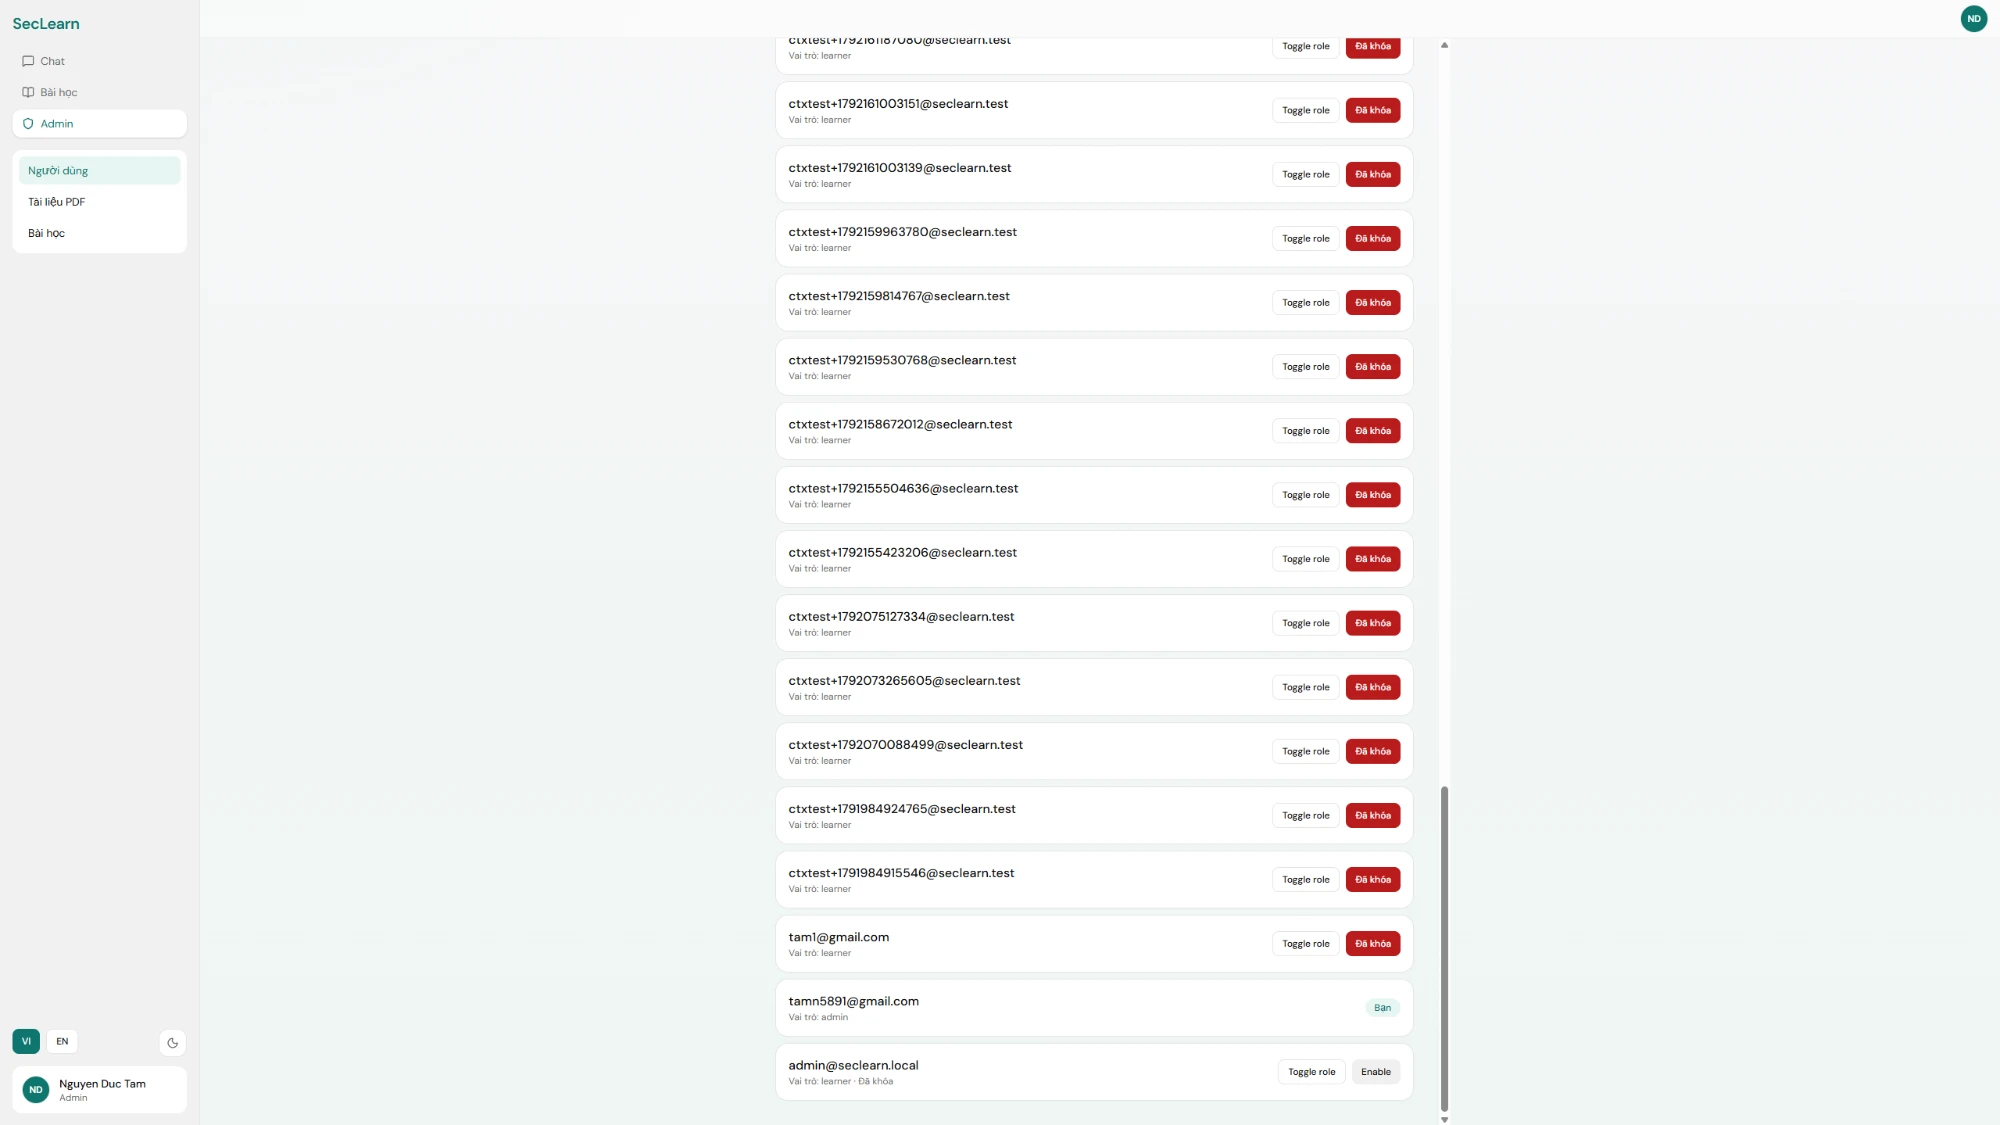 SecLearn
Chat
Bài học
Admin
Người dùng
Tài liệu PDF
Bài học
VI
EN
ND
Nguyen Duc Tam
Admin
ND
ctxtest+1792161187080@seclearn.test
Vai trò: learner
Toggle role
Đã khóa
ctxtest+1792161003151@seclearn.test
Vai trò: learner
Toggle role
Đã khóa
ctxtest+1792161003139@seclearn.test
Vai trò: learner
Toggle role
Đã khóa
ctxtest+1792159963780@seclearn.test
Vai trò: learner
Toggle role
Đã khóa
ctxtest+1792159814767@seclearn.test
Vai trò: learner
Toggle role
Đã khóa
ctxtest+1792159530768@seclearn.test
Vai trò: learner
Toggle role
Đã khóa
ctxtest+1792158672012@seclearn.test
Vai trò: learner
Toggle role
Đã khóa
ctxtest+1792155504636@seclearn.test
Vai trò: learner
Toggle role
Đã khóa
ctxtest+1792155423206@seclearn.test
Vai trò: learner
Toggle role
Đã khóa
ctxtest+1792075127334@seclearn.test
Vai trò: learner
Toggle role
Đã khóa
ctxtest+1792073265605@seclearn.test
Vai trò: learner
Toggle role
Đã khóa
ctxtest+1792070088499@seclearn.test
Vai trò: learner
Toggle role
Đã khóa
ctxtest+1791984924765@seclearn.test
Vai trò: learner
Toggle role
Đã khóa
ctxtest+1791984915546@seclearn.test
Vai trò: learner
Toggle role
Đã khóa
tam1@gmail.com
Vai trò: learner
Toggle role
Đã khóa
tamn5891@gmail.com
Vai trò: admin
Bạn
admin@seclearn.local
Vai trò: learner · Đã khóa
Toggle role
Enable